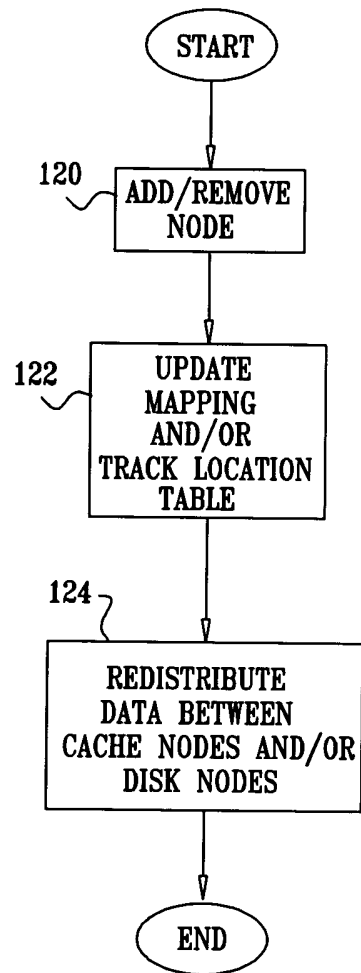 START
120
ADD/REMOVE
NODE
122
UPDATE
MAPPING
AND/OR
TRACK LOCATION
TABLE
124
REDISTRIBUTE
DATA BETWEEN
CACHE NODES AND/OR
DISK NODES
END